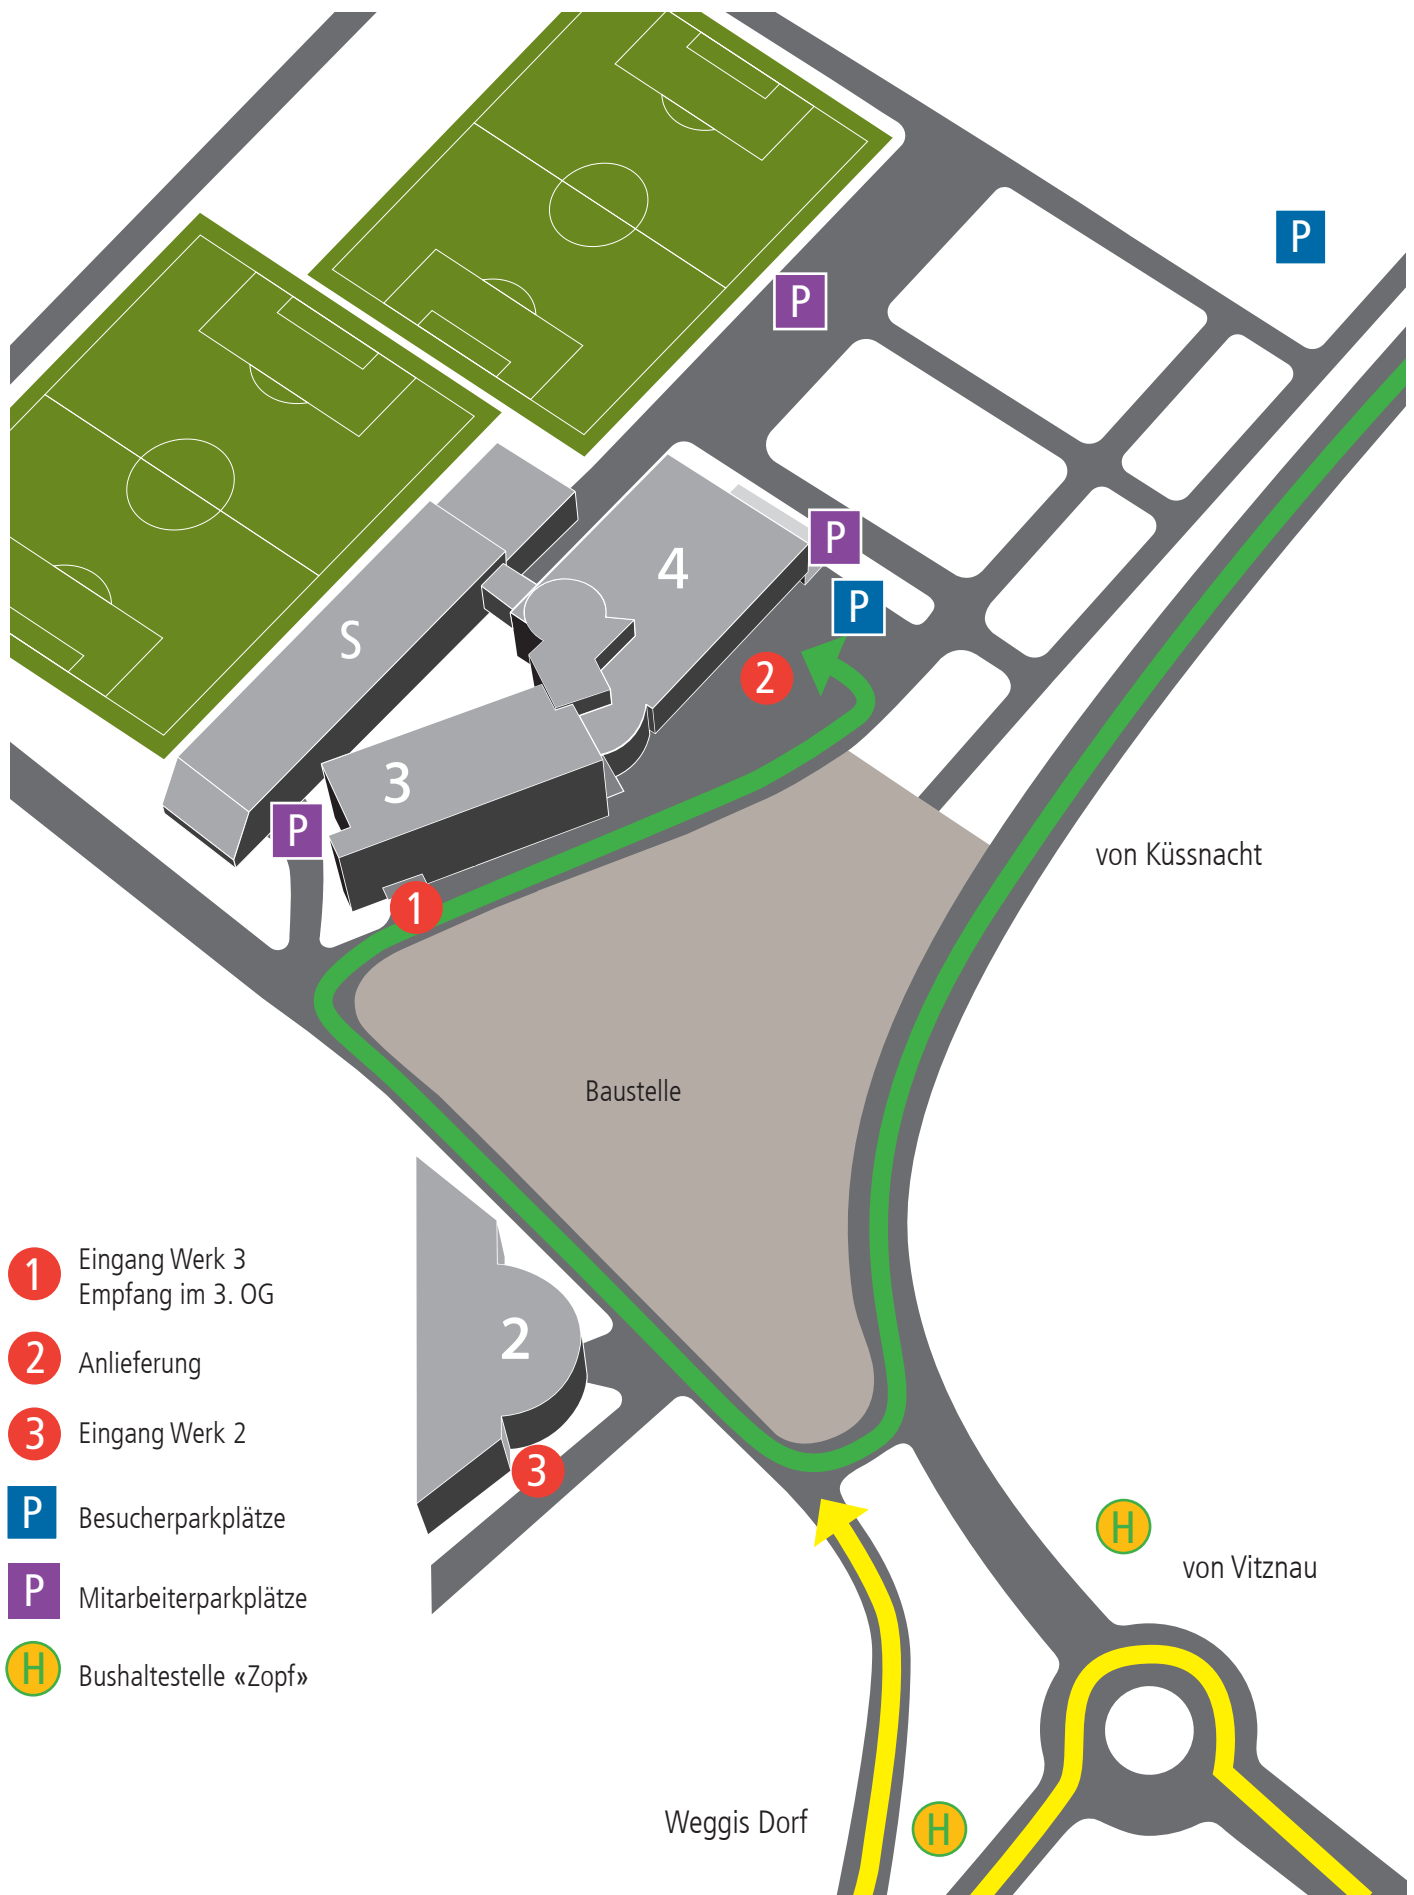 P
P
P
4
P
S
2
3
P
von Küssnacht
1
Baustelle
1 Eingang Werk 3
Empfang im 3. OG
2
2 Anlieferung
3 Eingang Werk 2
3
P Besucherparkplätze
H
von Vitznau
P Mitarbeiterparkplätze
H Bushaltestelle «Zopf»
Weggis Dorf
H